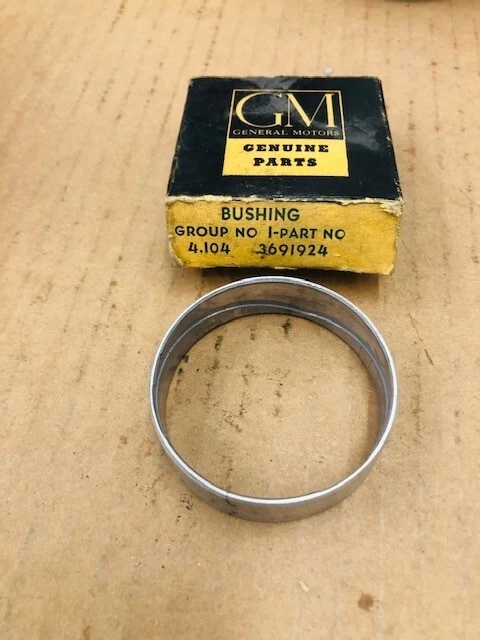 GM
GENERAL MOTORS
GENUINE
PARTS
BUSHING
GROUP NO 1-PART NO
4.104 3691924